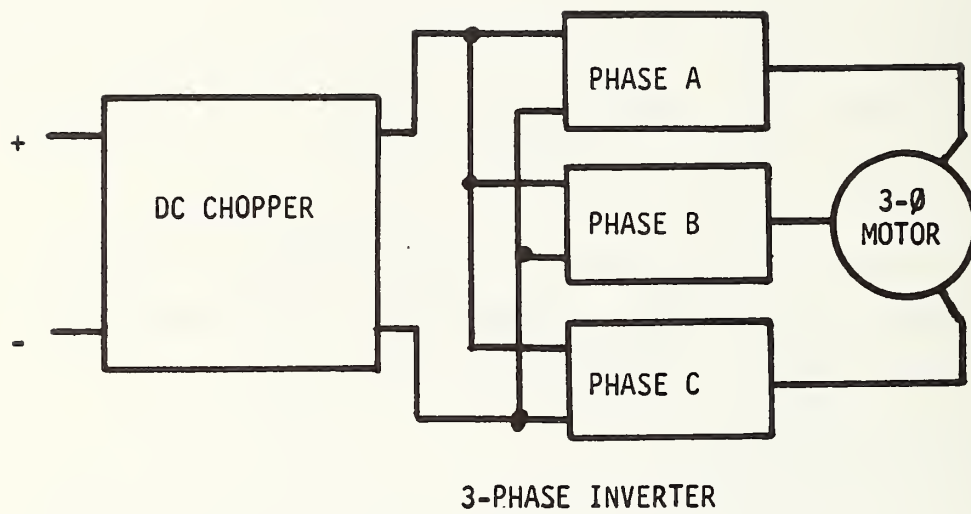 +
-
DC CHOPPER
PHASE A
PHASE B
PHASE C
3-Ø
MOTOR
3-PHASE INVERTER